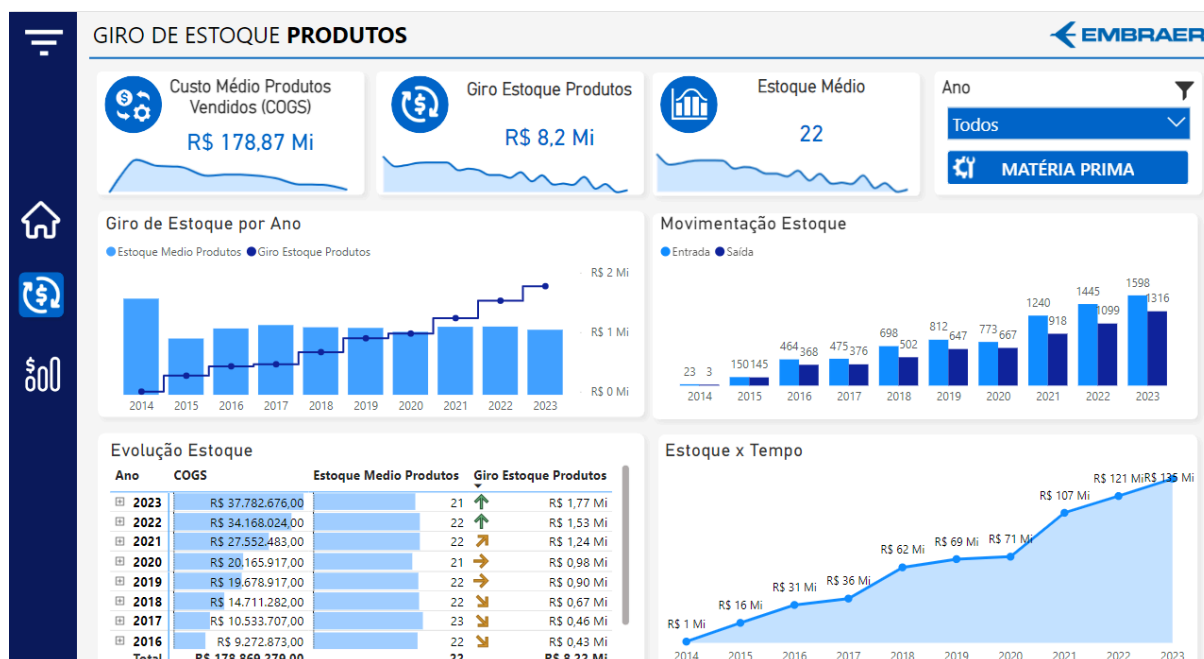 GIRO DE ESTOQUE PRODUTOS
EMBRAER
Custo Médio Produtos
Vendidos (COGS)
R$ 178,87 Mi
Giro Estoque Produtos
R$ 8,2 Mi
Estoque Médio
22
Ano
Todos
MATÉRIA PRIMA
Giro de Estoque por Ano
Estoque Medio Produtos Giro Estoque Produtos
R$ 2 Mi
R$ 1 Mi
R$ 0 Mi
2014 2015 2016 2017 2018 2019 2020 2021 2022 2023
Movimentação Estoque
Entrada Saída
23 3 150 145 464 368 475 376 698 502 812 647 773 667 1240 918 1445 1099 1598 1316
2014 2015 2016 2017 2018 2019 2020 2021 2022 2023
Evolução Estoque
Ano COGS Estoque Medio Produtos Giro Estoque Produtos
2023 R$ 37.782.676,00 21 R$ 1,77 Mi
2022 R$ 34.168.024,00 22 R$ 1,53 Mi
2021 R$ 27.552.483,00 22 R$ 1,24 Mi
2020 R$ 20.165.917,00 21 R$ 0,98 Mi
2019 R$ 19.678.917,00 22 R$ 0,90 Mi
2018 R$ 14.711.282,00 22 R$ 0,67 Mi
2017 R$ 10.533.707,00 23 R$ 0,46 Mi
2016 R$ 9.272.873,00 22 R$ 0,43 Mi
Total R$ 178.869.379,00 22 R$ 8,23 Mi
Estoque x Tempo
R$ 1 Mi R$ 16 Mi R$ 31 Mi R$ 36 Mi R$ 62 Mi R$ 69 Mi R$ 71 Mi R$ 107 Mi R$ 121 Mi R$ 135 Mi
2014 2015 2016 2017 2018 2019 2020 2021 2022 2023